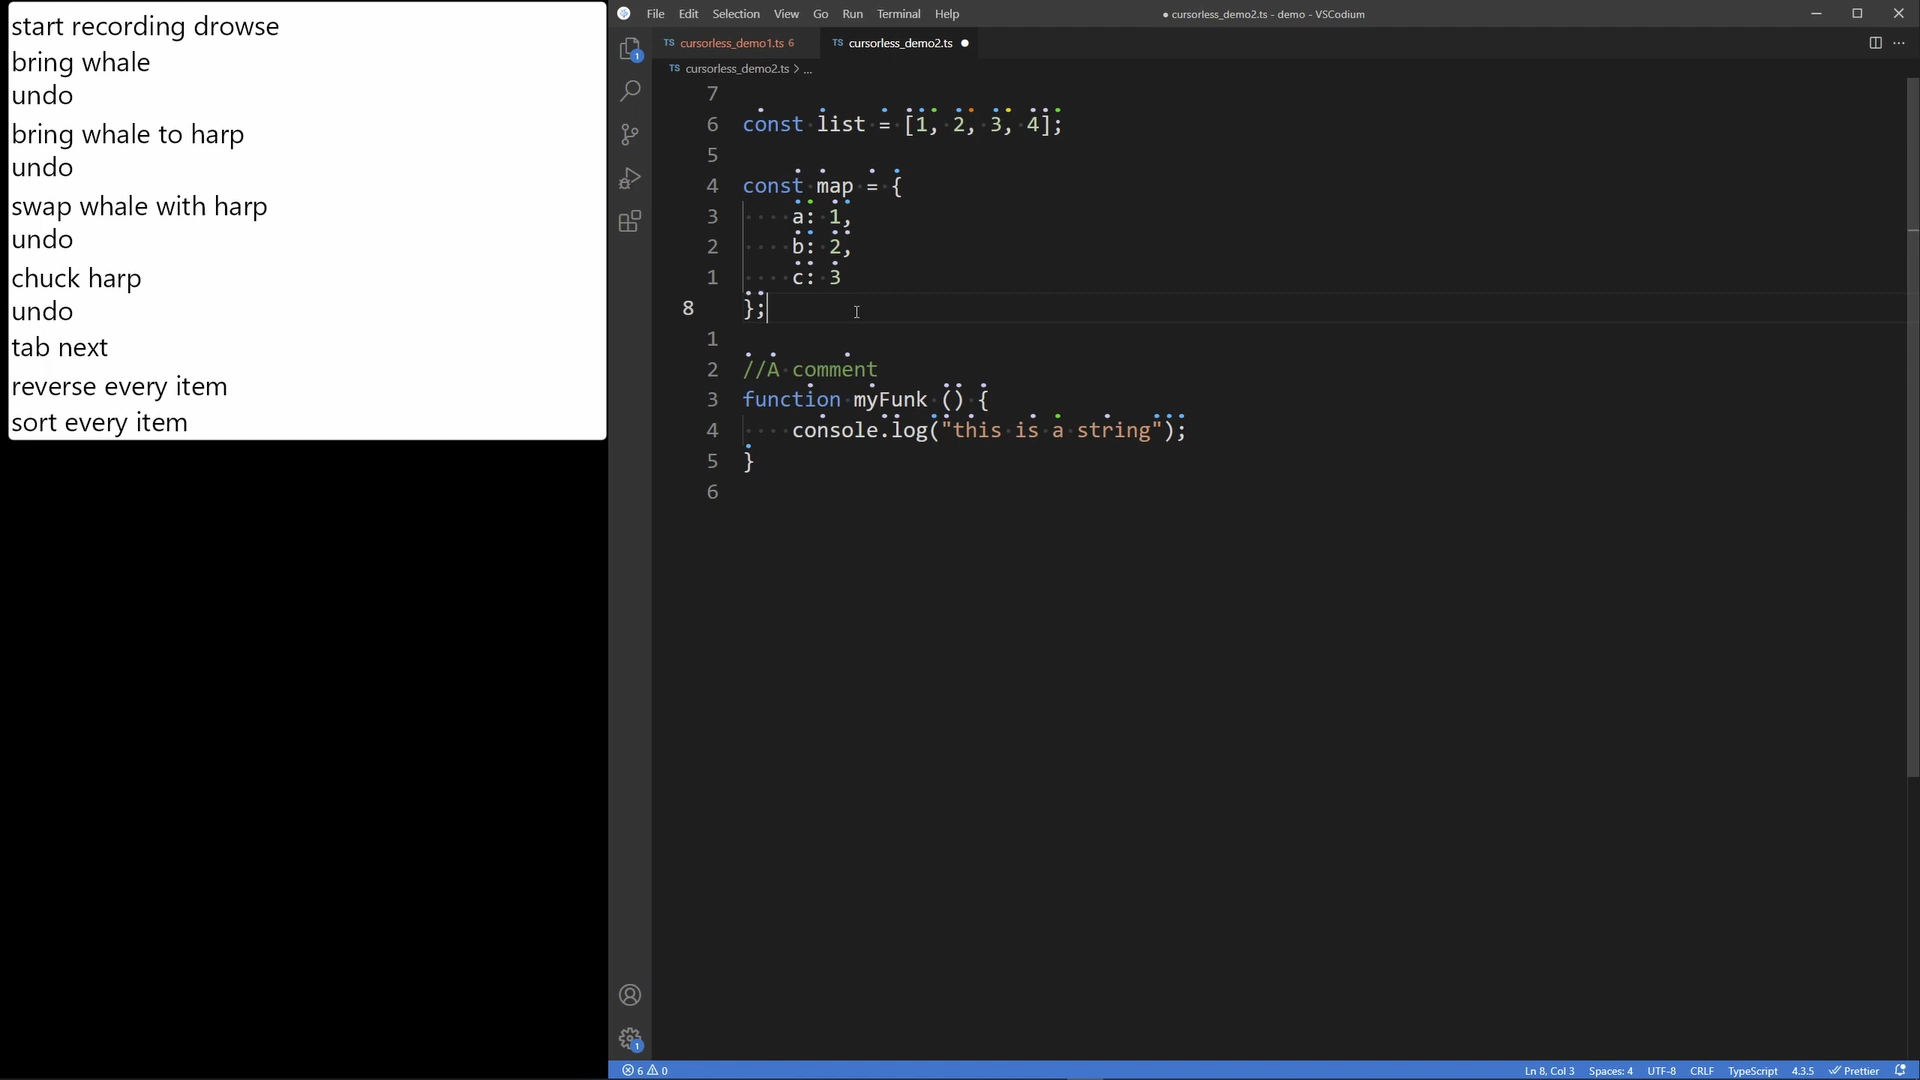 start recording drowse
bring whale
undo
bring whale to harp
undo
swap whale with harp
undo
chuck harp
undo
tab next
reverse every item
sort every item
File Edit Selection View Go Run Terminal Help
● cursorless_demo2.ts - demo - VSCodium
TS cursorless_demo1.ts 6
TS cursorless_demo2.ts ●
TS cursorless_demo2.ts > ...
7
6 const list = [1, 2, 3, 4];
5
4 const map = {
3 a: 1,
2 b: 2,
1 c: 3
8 };
1
2 //A comment
3 function myFunk () {
4 console.log("this is a string");
5 }
6
1
1
6 0
Ln 8, Col 3 Spaces: 4 UTF-8 CRLF TypeScript 4.3.5 Prettier